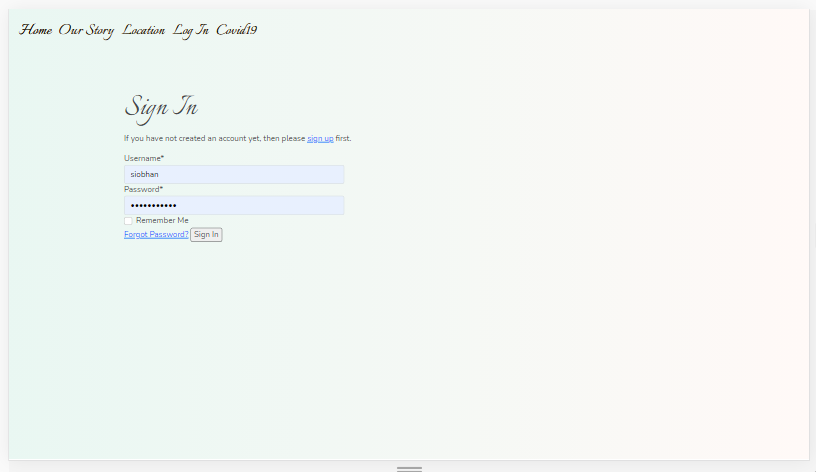 Home Our Story Location Log In Covid19
Sign In
If you have not created an account yet, then please sign up first.
Username*
siobhan
Password*
•••••••••••
Remember Me
Forgot Password? Sign In